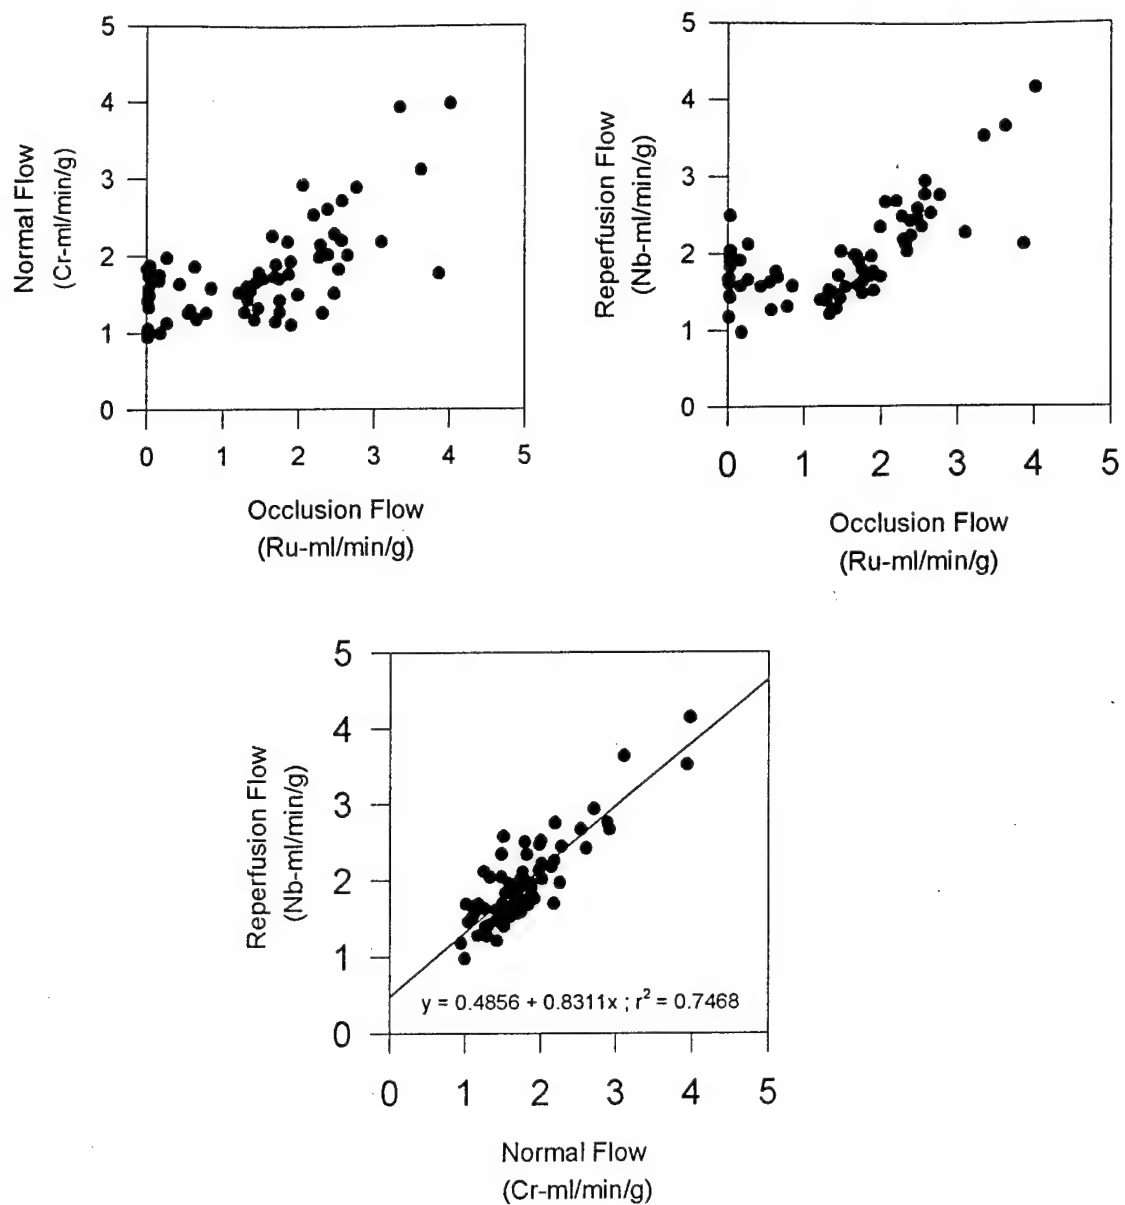 Normal Flow
(Cr-ml/min/g)
5
4
3
2
1
0
0 1 2 3 4 5
Occlusion Flow
(Ru-ml/min/g)
Reperfusion Flow
(Nb-ml/min/g)
5
4
3
2
1
0
0 1 2 3 4 5
Occlusion Flow
(Ru-ml/min/g)
Reperfusion Flow
(Nb-ml/min/g)
5
4
3
2
1
0
y = 0.4856 + 0.8311x ; r² = 0.7468
0 1 2 3 4 5
Normal Flow
(Cr-ml/min/g)